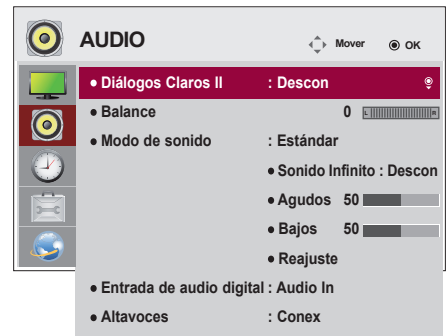 AUDIO
Mover
OK
• Diálogos Claros II : Descon
• Balance 0 L R
• Modo de sonido : Estándar
• Sonido Infinito : Descon
• Agudos 50
• Bajos 50
• Reajuste
• Entrada de audio digital : Audio In
• Altavoces : Conex